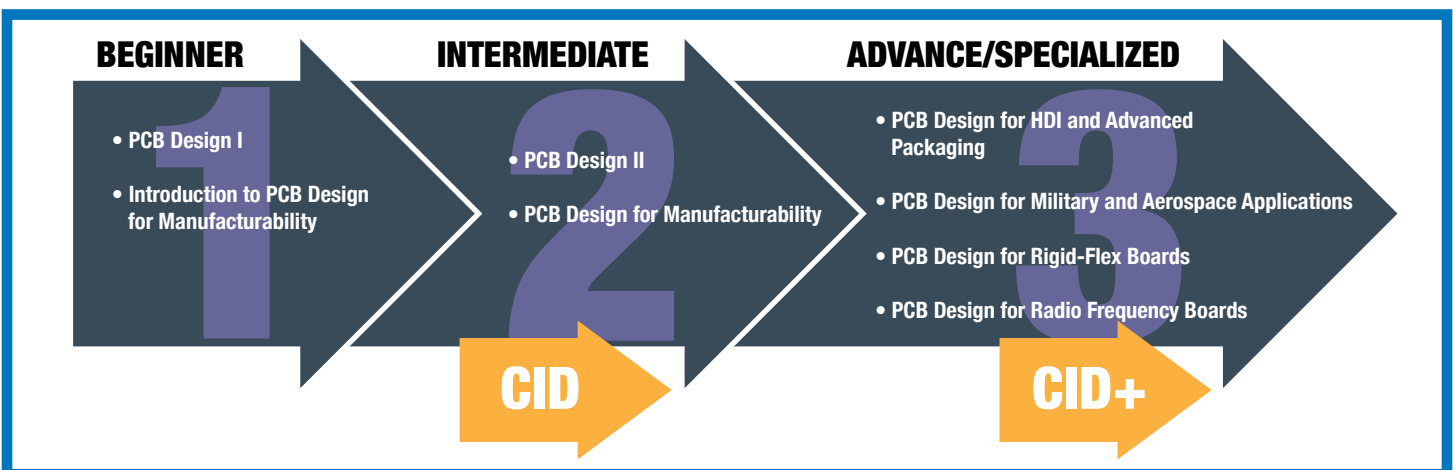 BEGINNER
1
• PCB Design I
• Introduction to PCB Design
for Manufacturability
INTERMEDIATE
2
• PCB Design II
• PCB Design for Manufacturability
CID
ADVANCE/SPECIALIZED
3
• PCB Design for HDI and Advanced
Packaging
• PCB Design for Military and Aerospace Applications
• PCB Design for Rigid-Flex Boards
• PCB Design for Radio Frequency Boards
CID+